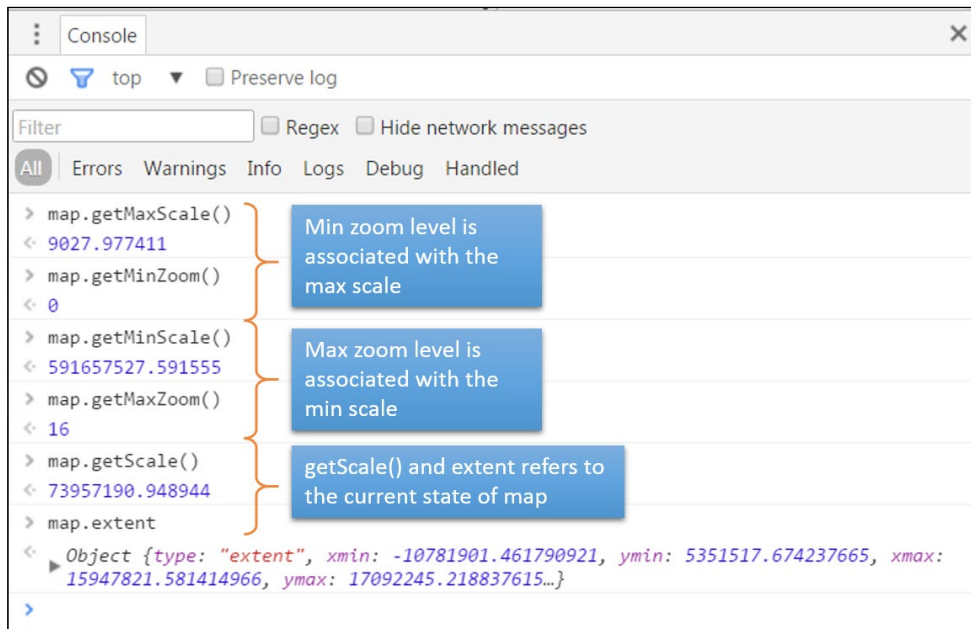 Console
top ▼ Preserve log
Filter Regex Hide network messages
All Errors Warnings Info Logs Debug Handled
> map.getMaxScale()
9027.977411
> map.getMinZoom()
0
Min zoom level is
associated with the
max scale
> map.getMinScale()
591657527.591555
> map.getMaxZoom()
16
Max zoom level is
associated with the
min scale
> map.getScale()
73957190.948944
> map.extent
getScale() and extent refers to
the current state of map
Object {type: "extent", xmin: -10781901.461790921, ymin: 5351517.674237665, xmax:
15947821.581414966, ymax: 17092245.218837615…}
>